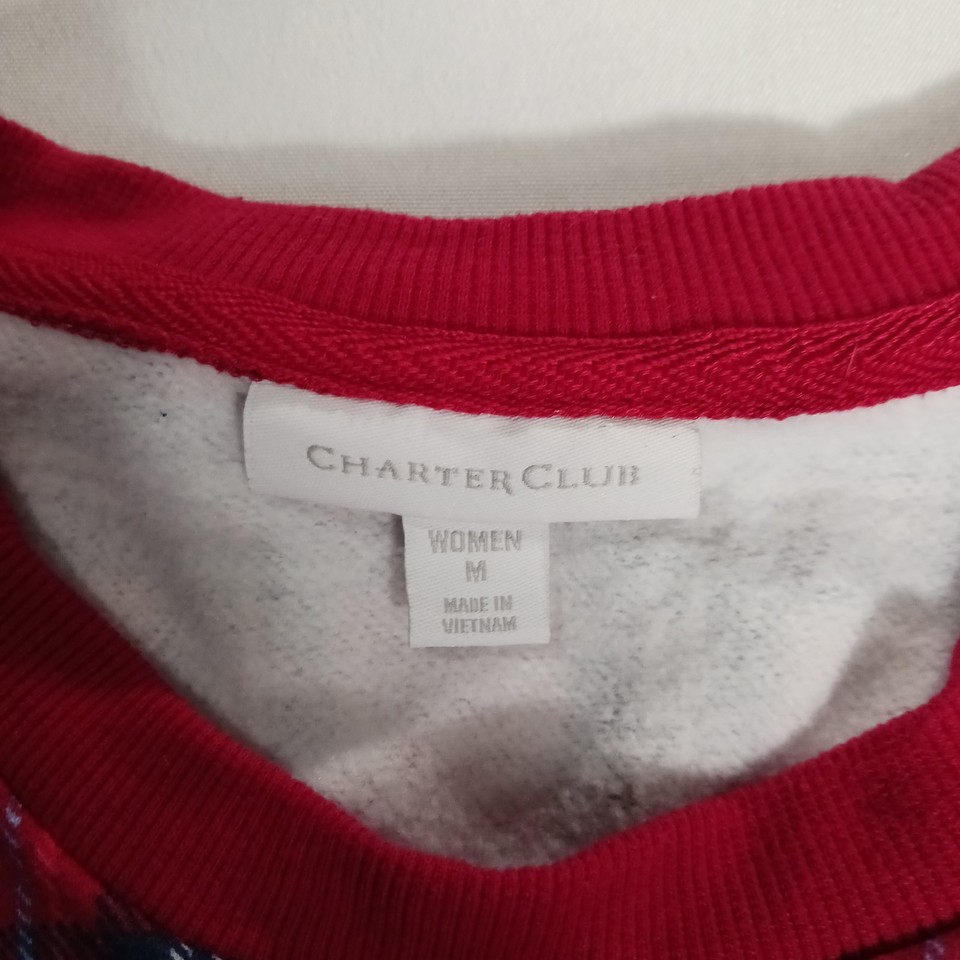 CHARTER CLUB
WOMEN
M
MADE IN
VIETNAM